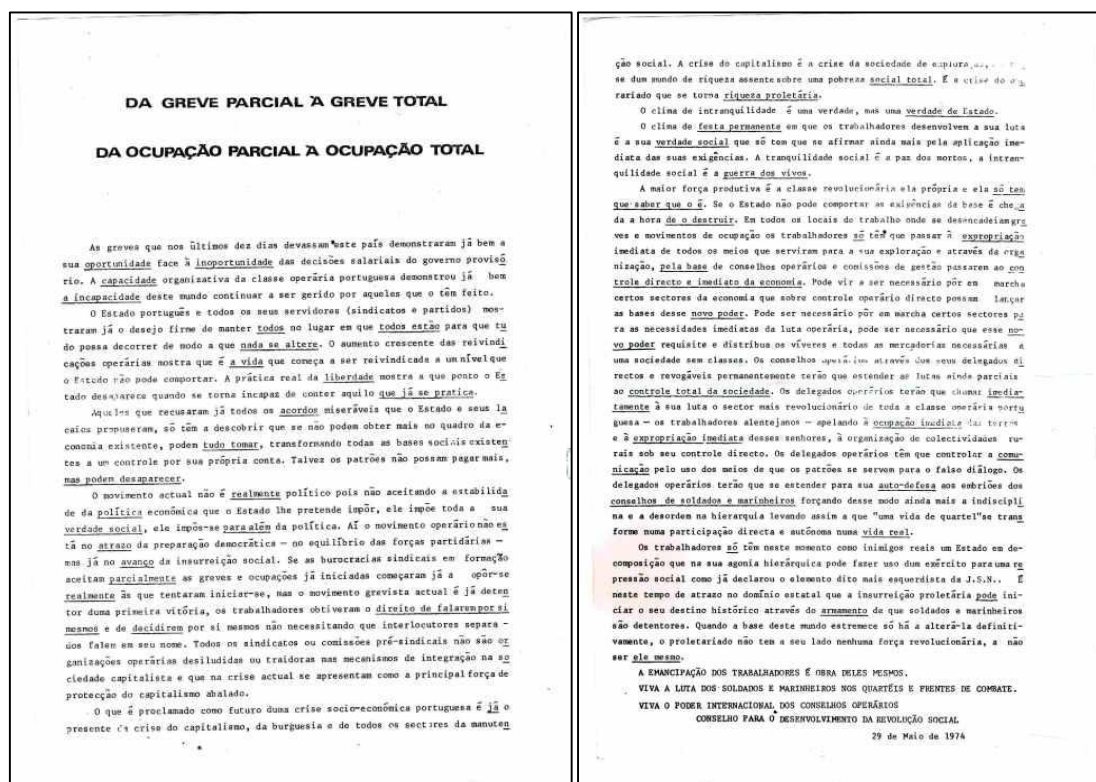 DA GREVE PARCIAL À GREVE TOTAL
DA OCUPAÇÃO PARCIAL À OCUPAÇÃO TOTAL
As greves que nos últimos dez dias devassam este país demonstraram já bem a
sua oportunidade face à inoportunidade das decisões salariais do governo provisó
rio. A capacidade organizativa da classe operária portuguesa demonstrou já bem
a incapacidade deste mundo continuar a ser gerido por aqueles que o têm feito.
O Estado português e todos os seus servidores (sindicatos e partidos) mos-
traram já o desejo firme de manter todos no lugar em que todos estão para que tu
do possa decorrer de modo a que nada se altere. O aumento crescente das reivindi
cações operárias mostra que é a vida que começa a ser reivindicada a um nível que
o Estado não pode comportar. A prática real da liberdade mostra a que ponto o Es
tado desaparece quando se torna incapaz de conter aquilo que já se pratica.
Aqueles que recusaram já todos os acordos miseráveis que o Estado e seus la
caios propuseram, só têm a descobrir que se não podem obter mais no quadro da e-
conomia existente, podem tudo tomar, transformando todas as bases sociais existen
tes a um controle por sua própria conta. Talvez os patrões não possam pagar mais,
mas podem desaparecer.
O movimento actual não é realmente político pois não aceitando a estabilida
de da política económica que o Estado lhe pretende impôr, ele impõe toda a sua
verdade social, ele impõs-se para além da política. Aí o movimento operário não es
tá no atrazo da preparação democrática — no equilíbrio das forças partidárias —
mas já no avanço da insurreição social. Se as burocracias sindicais em formação
aceitam parcialmente as greves e ocupações já iniciadas começaram já a opôr-se
realmente às que tentaram iniciar-se, mas o movimento grevista actual é já deten
tor duma primeira vitória, os trabalhadores obtiveram o direito de falarem por si
mesmos e de decidirem por si mesmos não necessitando que interlocutores separa -
dos falem em seu nome. Todos os sindicatos ou comissões pré-sindicais não são or
ganizações operárias desiludidas ou traidoras mas mecanismos de integração na so
ciedade capitalista e que na crise actual se apresentam como a principal força de
protecção do capitalismo abalado.
O que é proclamado como futuro duma crise socio-económica portuguesa é já o
presente da crise do capitalismo, da burguesia e de todos os sectores da manuten
ção social. A crise do capitalismo é a crise da sociedade de
se dum mundo de riqueza assente sobre uma pobreza social total. É a crise do
rariado que se torna riqueza proletária.
O clima de intranquilidade é uma verdade, mas uma verdade de Estado.
O clima de festa permanente em que os trabalhadores desenvolvem a sua luta
é a sua verdade social que só tem que se afirmar ainda mais pela aplicação ime-
diata das suas exigências. A tranquilidade social é a paz dos mortos, a intran-
quilidade social é a guerra dos vivos.
A maior força produtiva é a classe revolucionária ela própria e ela só tem
que saber que o é. Se o Estado não pode comportar as exigências da base é chega
da a hora de o destruir. Em todos os locais de trabalho onde se desencadeiam gre
ves e movimentos de ocupação os trabalhadores só têm que passar à expropriação
imediata de todos os meios que serviram para a sua exploração e através da orga
nização, pela base de conselhos operários e comissões de gestão passarem ao con
trole directo e imediato da economia. Pode vir a ser necessário pôr em marcha
certos sectores da economia que sobre controle operário directo possam lançar
as bases desse novo poder. Pode ser necessário pôr em marcha certos sectores pa
ra as necessidades imediatas da luta operária, pode ser necessário que esse no-
vo poder requisite e distribua os víveres e todas as mercadorias necessárias a
uma sociedade sem classes. Os conselhos operários através dos seus delegados di
rectos e revogáveis permanentemente terão que estender as lutas ainda parciais
ao controle total da sociedade. Os delegados operários terão que chamar imedia-
tamente à sua luta o sector mais revolucionário de toda a classe operária portu
guesa — os trabalhadores alentejanos — apelando à ocupação imediata das terras
e à expropriação imediata desses senhores, à organização de colectividades ru-
rais sob seu controle directo. Os delegados operários têm que controlar a comu-
nicação pelo uso dos meios de que os patrões se servem para o falso diálogo. Os
delegados operários terão que se estender para sua auto-defesa aos embriões dos
conselhos de soldados e marinheiros forçando desse modo ainda mais a indiscipli
na e a desordem na hierarquia levando assim a que "uma vida de quartel"se trans
forme numa participação directa e autônoma numa vida real.
Os trabalhadores só têm neste momento como inimigos reais um Estado em de-
composição que na sua agonia hierárquica pode fazer uso dum exército para uma re
pressão social como já declarou o elemento dito mais esquerdista da J.S.N.. É
neste tempo de atrazo no domínio estatal que a insurreição proletária pode ini-
ciar o seu destino histórico através do armamento de que soldados e marinheiros
são detentores. Quando a base deste mundo estremece só há a alterá-la definiti-
vamente, o proletariado não tem a seu lado nenhuma força revolucionária, a não
ser ele mesmo.
A EMANCIPAÇÃO DOS TRABALHADORES É OBRA DELES MESMOS.
VIVA A LUTA DOS SOLDADOS E MARINHEIROS NOS QUARTÉIS E FRENTES DE COMBATE.
VIVA O PODER INTERNACIONAL DOS CONSELHOS OPERÁRIOS
CONSELHO PARA O DESENVOLVIMENTO DA REVOLUÇÃO SOCIAL
29 de Maio de 1974